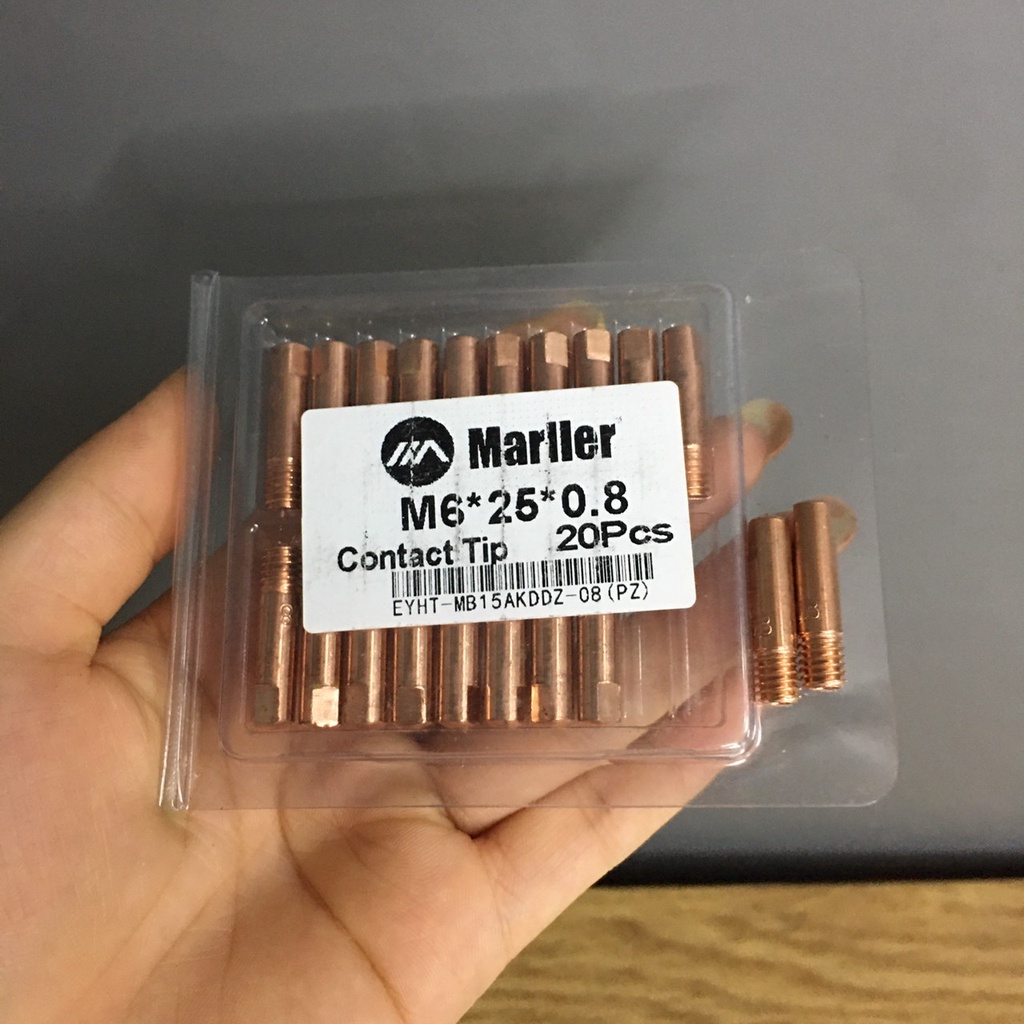 Marller
M6*25*0.8
Contact Tip 20Pcs
EYHT-MB15AKDDZ-08(PZ)